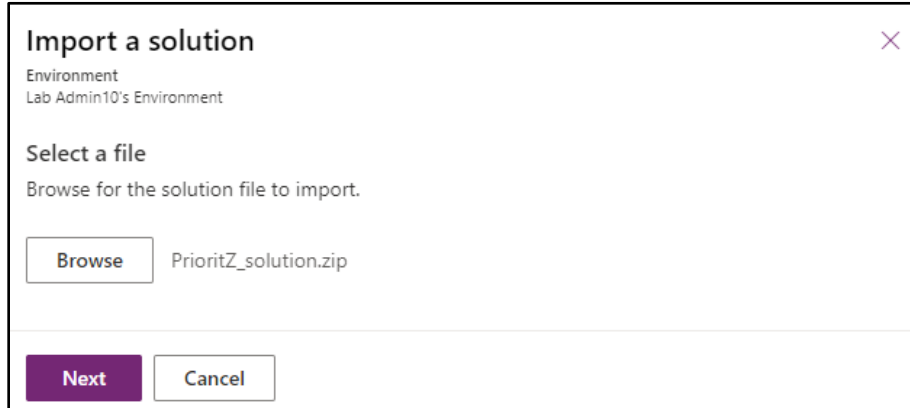 Import a solution
Environment
Lab Admin10's Environment
Select a file
Browse for the solution file to import.
Browse PrioritZ_solution.zip
Next Cancel